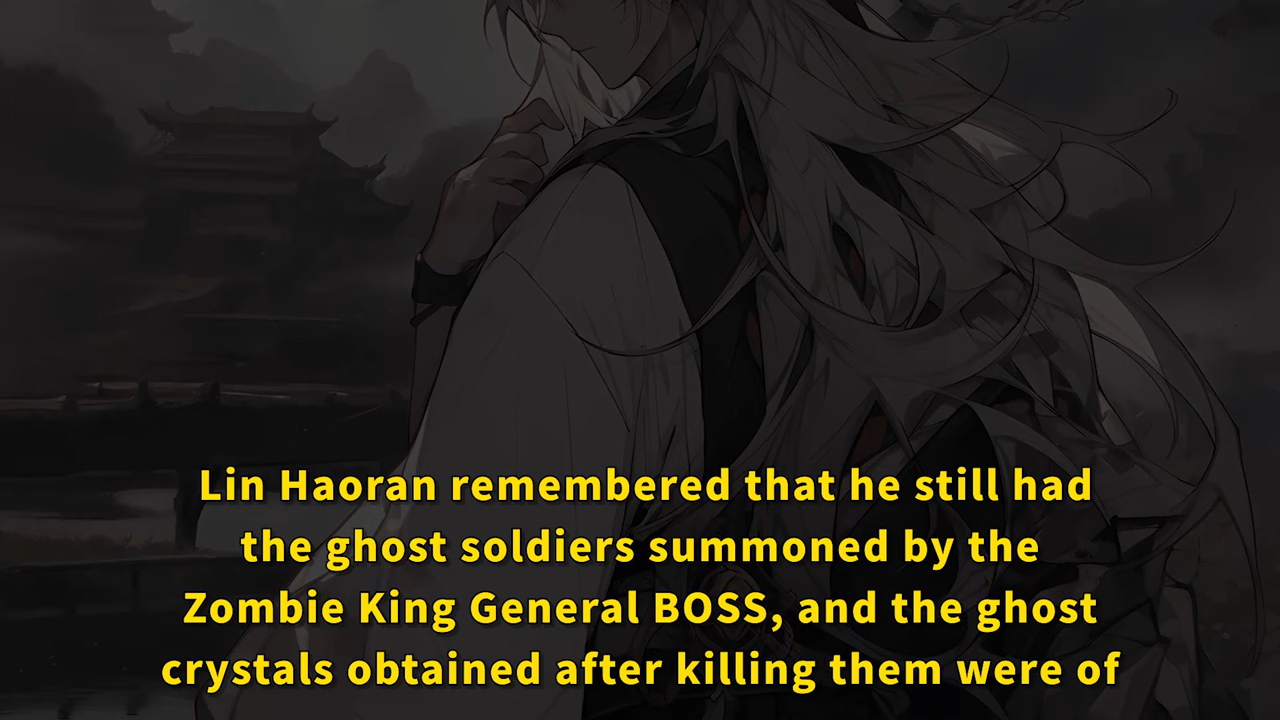 Lin Haoran remembered that he still had
the ghost soldiers summoned by the
Zombie King General BOSS, and the ghost
crystals obtained after killing them were of